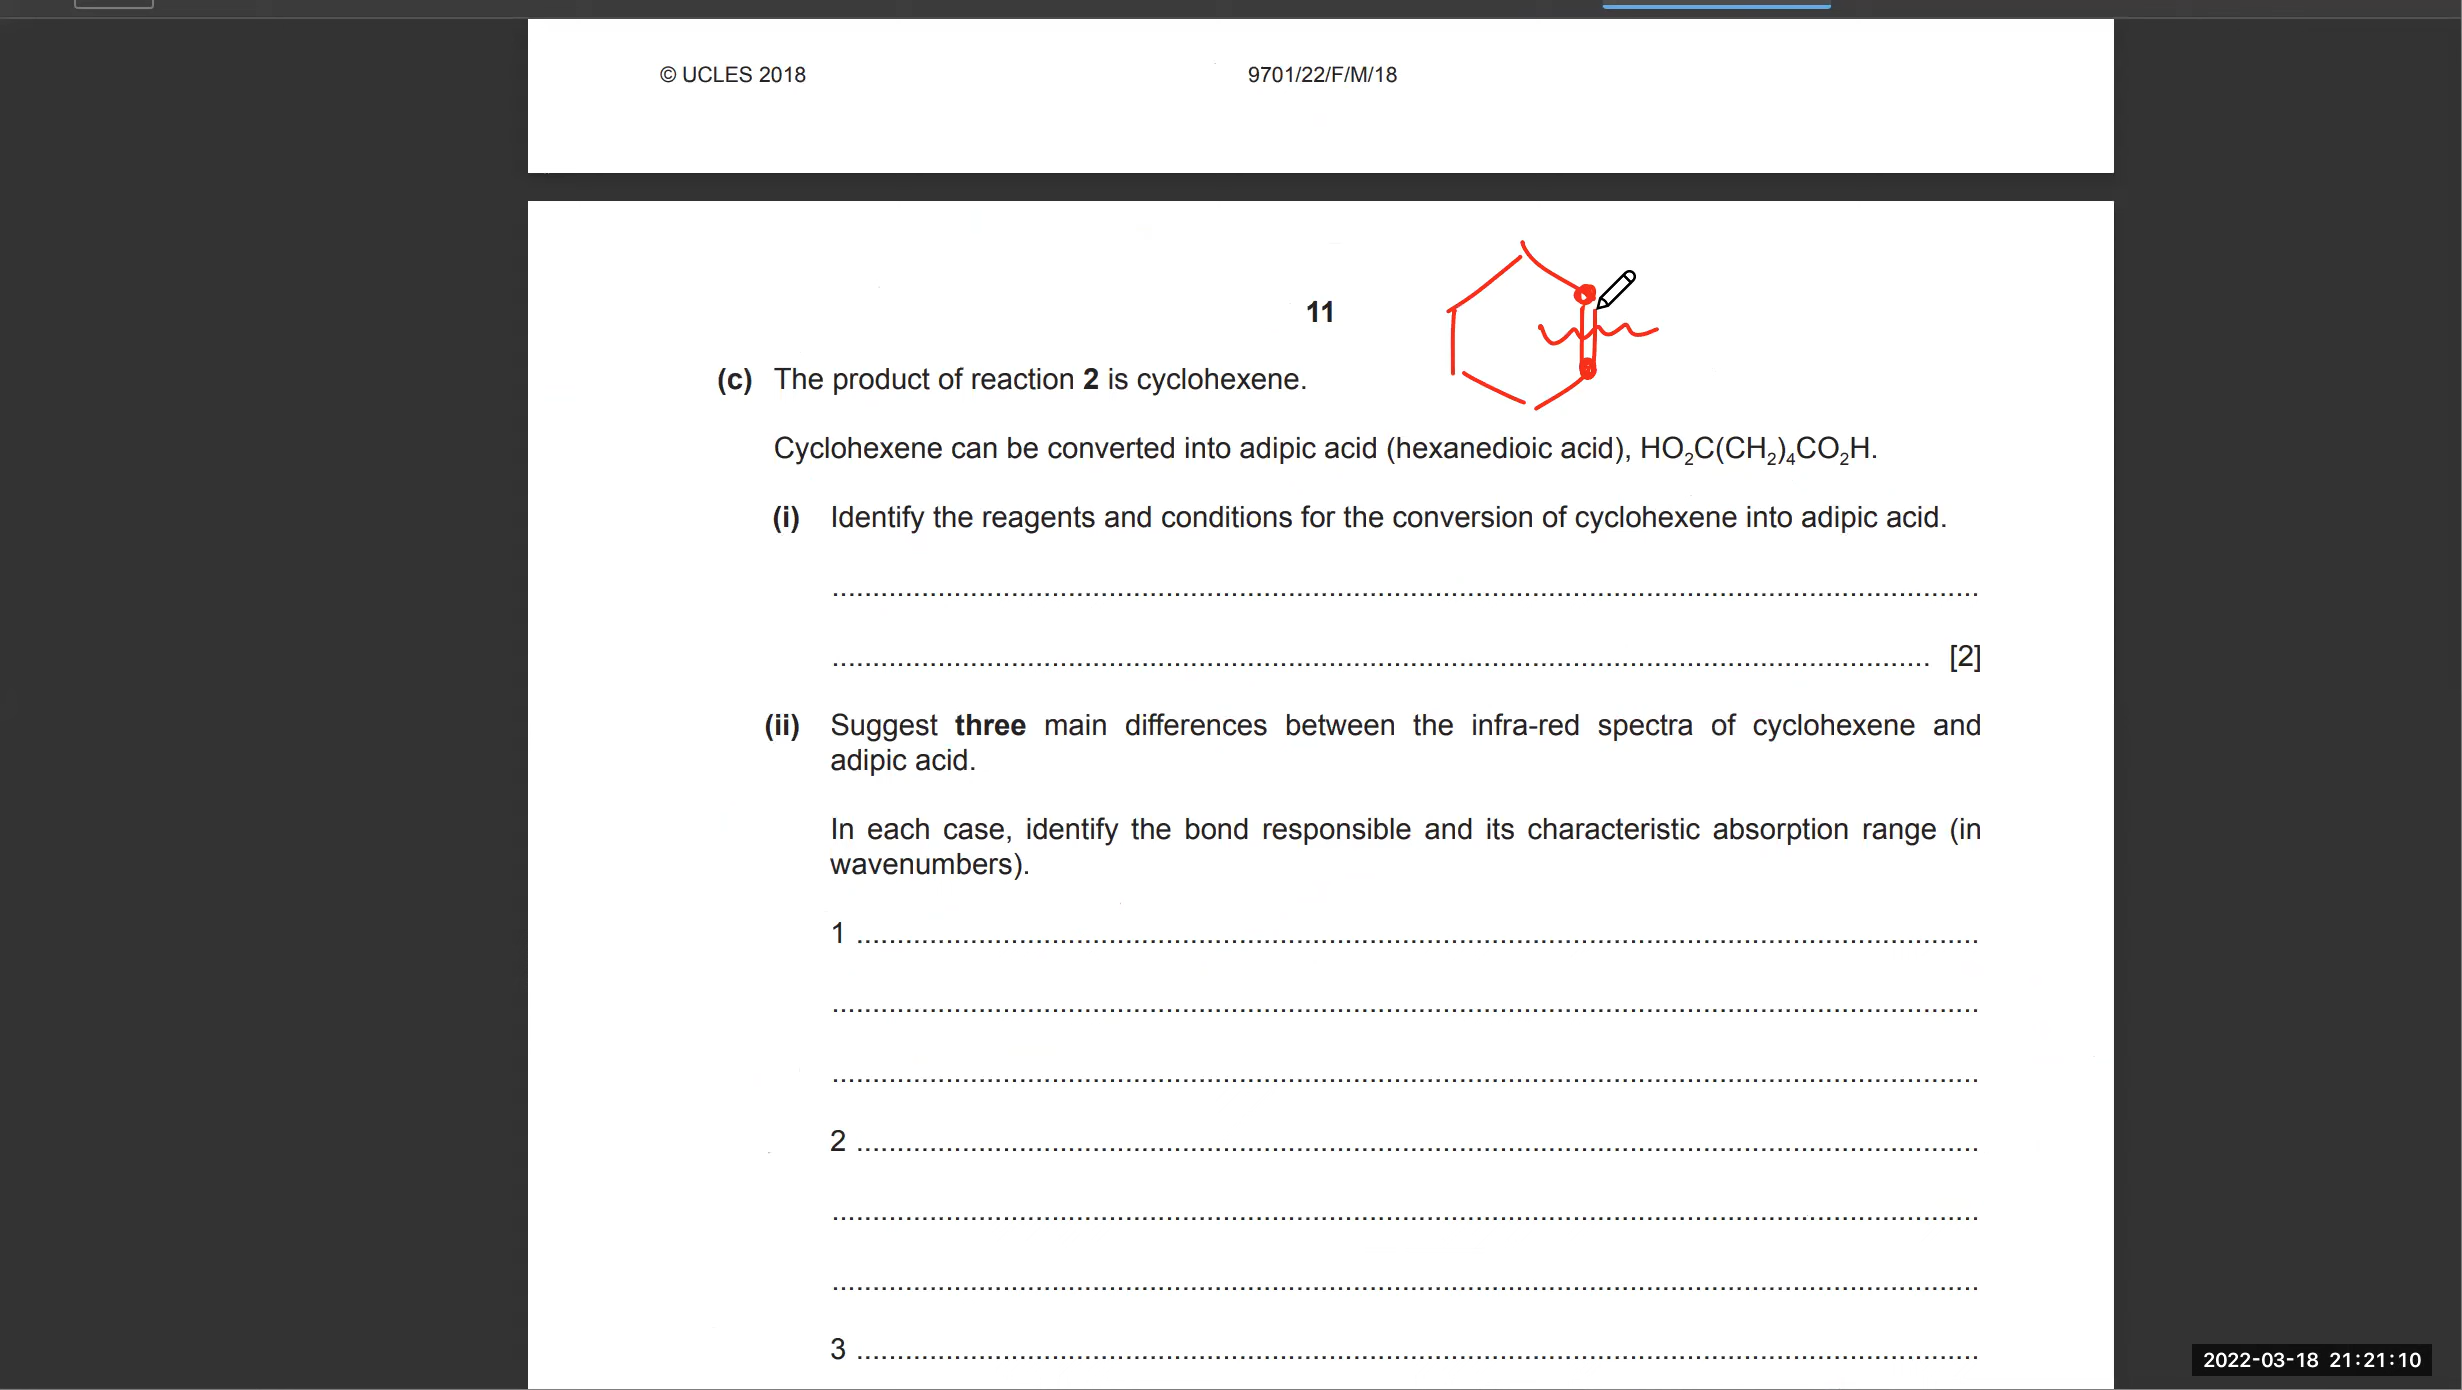 © UCLES 2018 9701/22/F/M/18
11
(c) The product of reaction 2 is cyclohexene.
Cyclohexene can be converted into adipic acid (hexanedioic acid), HO₂C(CH₂)₄CO₂H.
(i) Identify the reagents and conditions for the conversion of cyclohexene into adipic acid.
[2]
(ii) Suggest three main differences between the infra-red spectra of cyclohexene and
adipic acid.
In each case, identify the bond responsible and its characteristic absorption range (in
wavenumbers).
1
2
3
2022-03-18 21:21:10